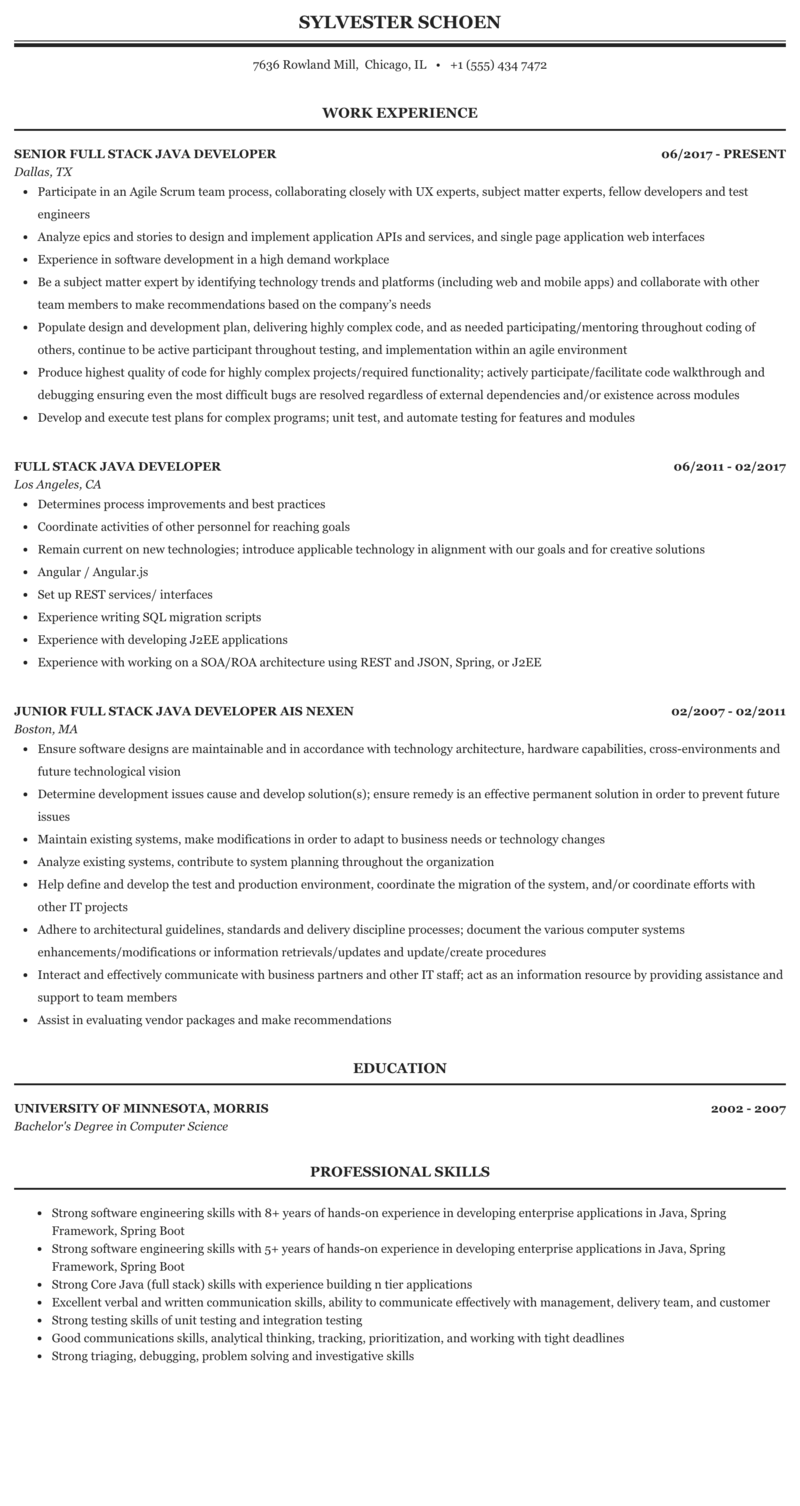 SYLVESTER SCHOEN
7636 Rowland Mill,  Chicago, IL  •  +1 (555) 434 7472
WORK EXPERIENCE
SENIOR FULL STACK JAVA DEVELOPER 06/2017 - PRESENT
Dallas, TX
• Participate in an Agile Scrum team process, collaborating closely with UX experts, subject matter experts, fellow developers and test
engineers
• Analyze epics and stories to design and implement application APIs and services, and single page application web interfaces
• Experience in software development in a high demand workplace
• Be a subject matter expert by identifying technology trends and platforms (including web and mobile apps) and collaborate with other
team members to make recommendations based on the company's needs
• Populate design and development plan, delivering highly complex code, and as needed participating/mentoring throughout coding of
others, continue to be active participant throughout testing, and implementation within an agile environment
• Produce highest quality of code for highly complex projects/required functionality; actively participate/facilitate code walkthrough and
debugging ensuring even the most difficult bugs are resolved regardless of external dependencies and/or existence across modules
• Develop and execute test plans for complex programs; unit test, and automate testing for features and modules
FULL STACK JAVA DEVELOPER 06/2011 - 02/2017
Los Angeles, CA
• Determines process improvements and best practices
• Coordinate activities of other personnel for reaching goals
• Remain current on new technologies; introduce applicable technology in alignment with our goals and for creative solutions
• Angular / Angular.js
• Set up REST services/ interfaces
• Experience writing SQL migration scripts
• Experience with developing J2EE applications
• Experience with working on a SOA/ROA architecture using REST and JSON, Spring, or J2EE
JUNIOR FULL STACK JAVA DEVELOPER AIS NEXEN 02/2007 - 02/2011
Boston, MA
• Ensure software designs are maintainable and in accordance with technology architecture, hardware capabilities, cross-environments and
future technological vision
• Determine development issues cause and develop solution(s); ensure remedy is an effective permanent solution in order to prevent future
issues
• Maintain existing systems, make modifications in order to adapt to business needs or technology changes
• Analyze existing systems, contribute to system planning throughout the organization
• Help define and develop the test and production environment, coordinate the migration of the system, and/or coordinate efforts with
other IT projects
• Adhere to architectural guidelines, standards and delivery discipline processes; document the various computer systems
enhancements/modifications or information retrievals/updates and update/create procedures
• Interact and effectively communicate with business partners and other IT staff; act as an information resource by providing assistance and
support to team members
• Assist in evaluating vendor packages and make recommendations
EDUCATION
UNIVERSITY OF MINNESOTA, MORRIS 2002 - 2007
Bachelor's Degree in Computer Science
PROFESSIONAL SKILLS
• Strong software engineering skills with 8+ years of hands-on experience in developing enterprise applications in Java, Spring
Framework, Spring Boot
• Strong software engineering skills with 5+ years of hands-on experience in developing enterprise applications in Java, Spring
Framework, Spring Boot
• Strong Core Java (full stack) skills with experience building n tier applications
• Excellent verbal and written communication skills, ability to communicate effectively with management, delivery team, and customer
• Strong testing skills of unit testing and integration testing
• Good communications skills, analytical thinking, tracking, prioritization, and working with tight deadlines
• Strong triaging, debugging, problem solving and investigative skills